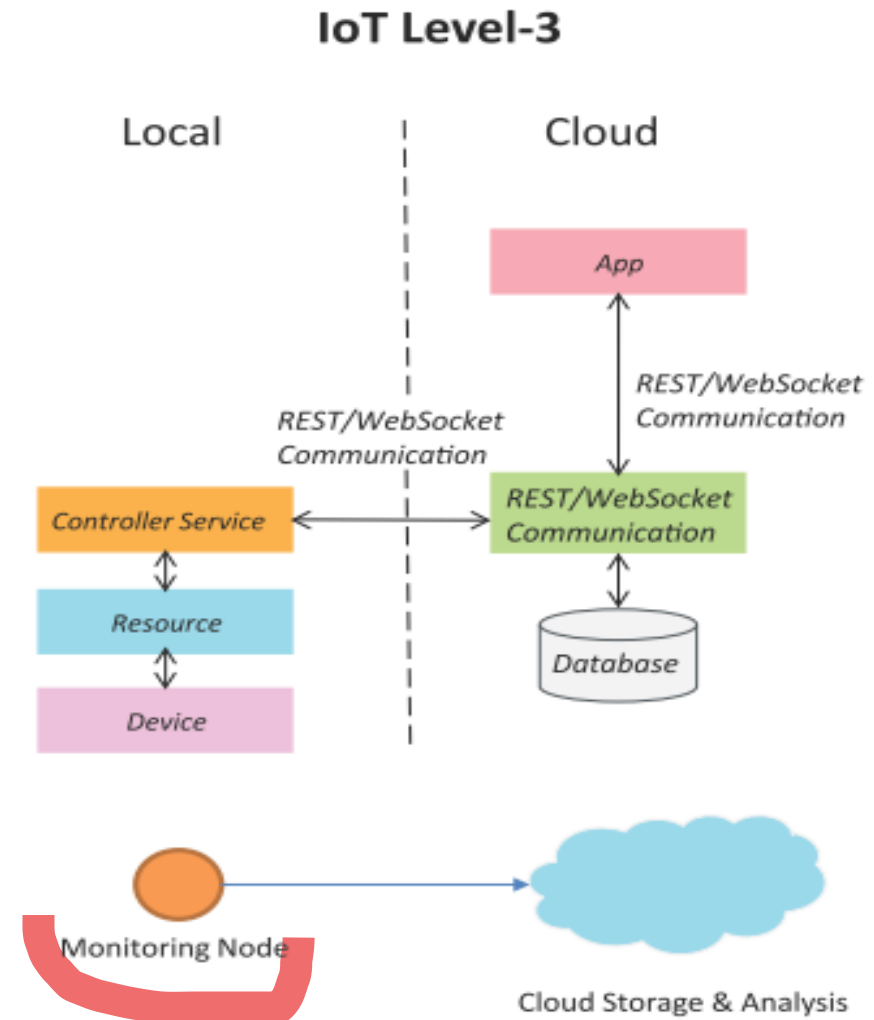 IoT Level-3
Local
Cloud
App
REST/WebSocket
Communication
REST/WebSocket
Communication
Controller Service
REST/WebSocket
Communication
Resource
Device
Database
Monitoring Node
Cloud Storage & Analysis